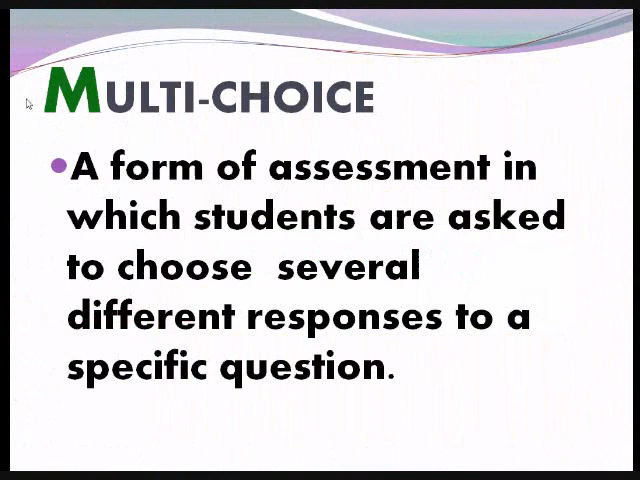 MULTI-CHOICE
A form of assessment in
which students are asked
to choose several
different responses to a
specific question.